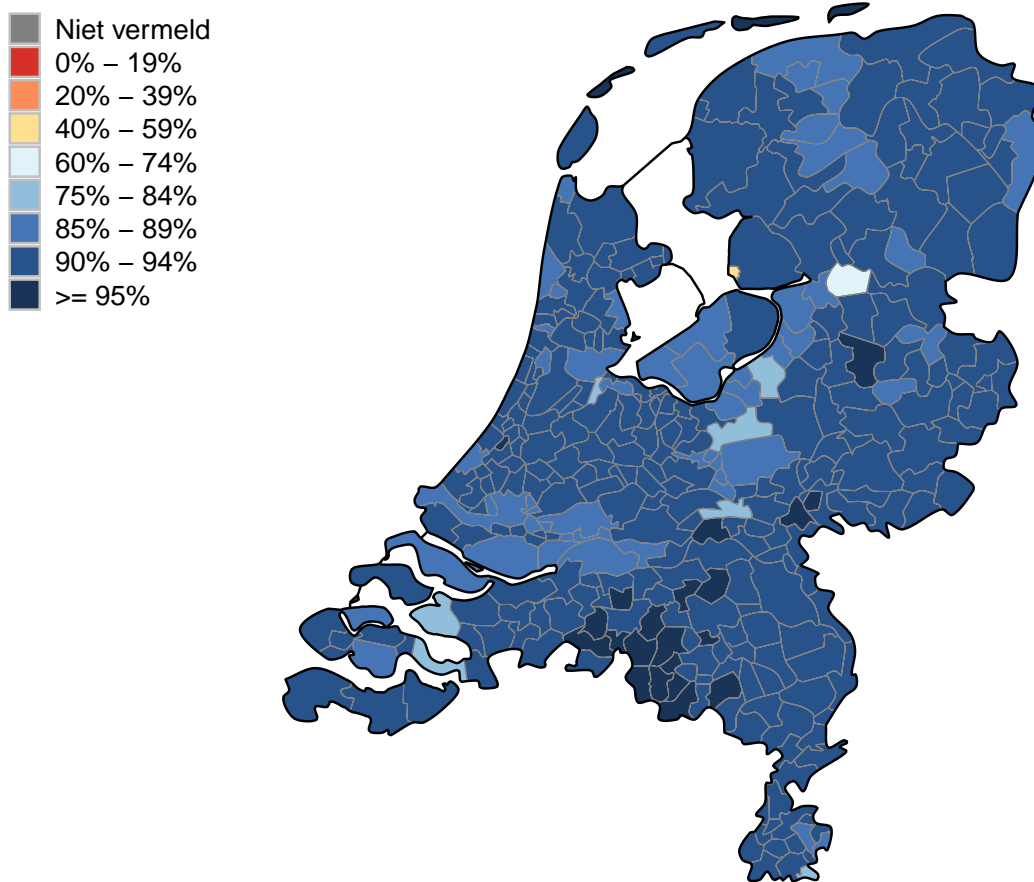 Niet vermeld
0% – 19%
20% – 39%
40% – 59%
60% – 74%
75% – 84%
85% – 89%
90% – 94%
>= 95%